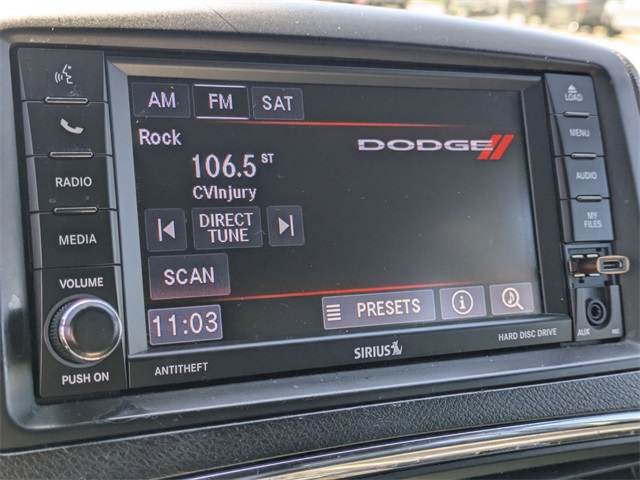 AM FM SAT
Rock
DODGE
106.5 ST
CVInjury
DIRECT
TUNE
SCAN
11:03
PRESETS
RADIO
MEDIA
VOLUME
PUSH ON
ANTITHEFT
SIRIUS
HARD DISC DRIVE
LOAD
MENU
AUDIO
MY
FILES
AUX